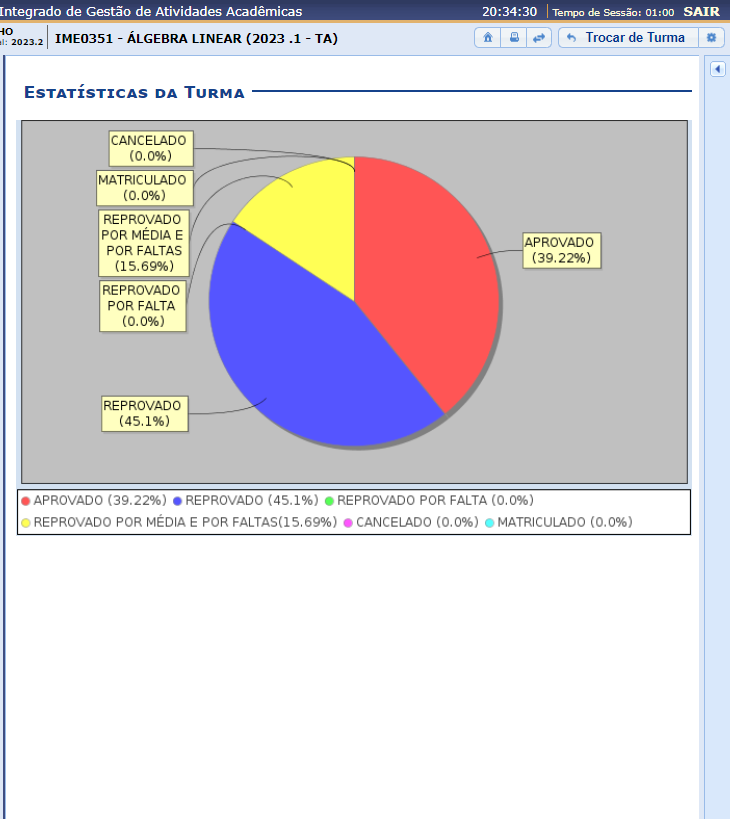 Integrado de Gestão de Atividades Acadêmicas
20:34:30
Tempo de Sessão: 01:00
SAIR
2023.2
IME0351 - ÁLGEBRA LINEAR (2023 .1 - TA)
Trocar de Turma
Estatísticas da Turma
CANCELADO
(0.0%)
MATRICULADO
(0.0%)
REPROVADO
POR MÉDIA E
POR FALTAS
(15.69%)
REPROVADO
POR FALTA
(0.0%)
REPROVADO
(45.1%)
APROVADO
(39.22%)
APROVADO (39.22%) REPROVADO (45.1%) REPROVADO POR FALTA (0.0%)
REPROVADO POR MÉDIA E POR FALTAS(15.69%) CANCELADO (0.0%) MATRICULADO (0.0%)